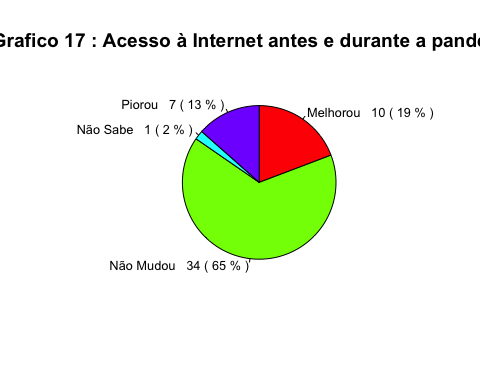 Grafico 17 : Acesso à Internet antes e durante a pand
Piorou 7 ( 13 % )
Melhorou 10 ( 19 % )
Não Sabe 1 ( 2 % )
Não Mudou 34 ( 65 % )